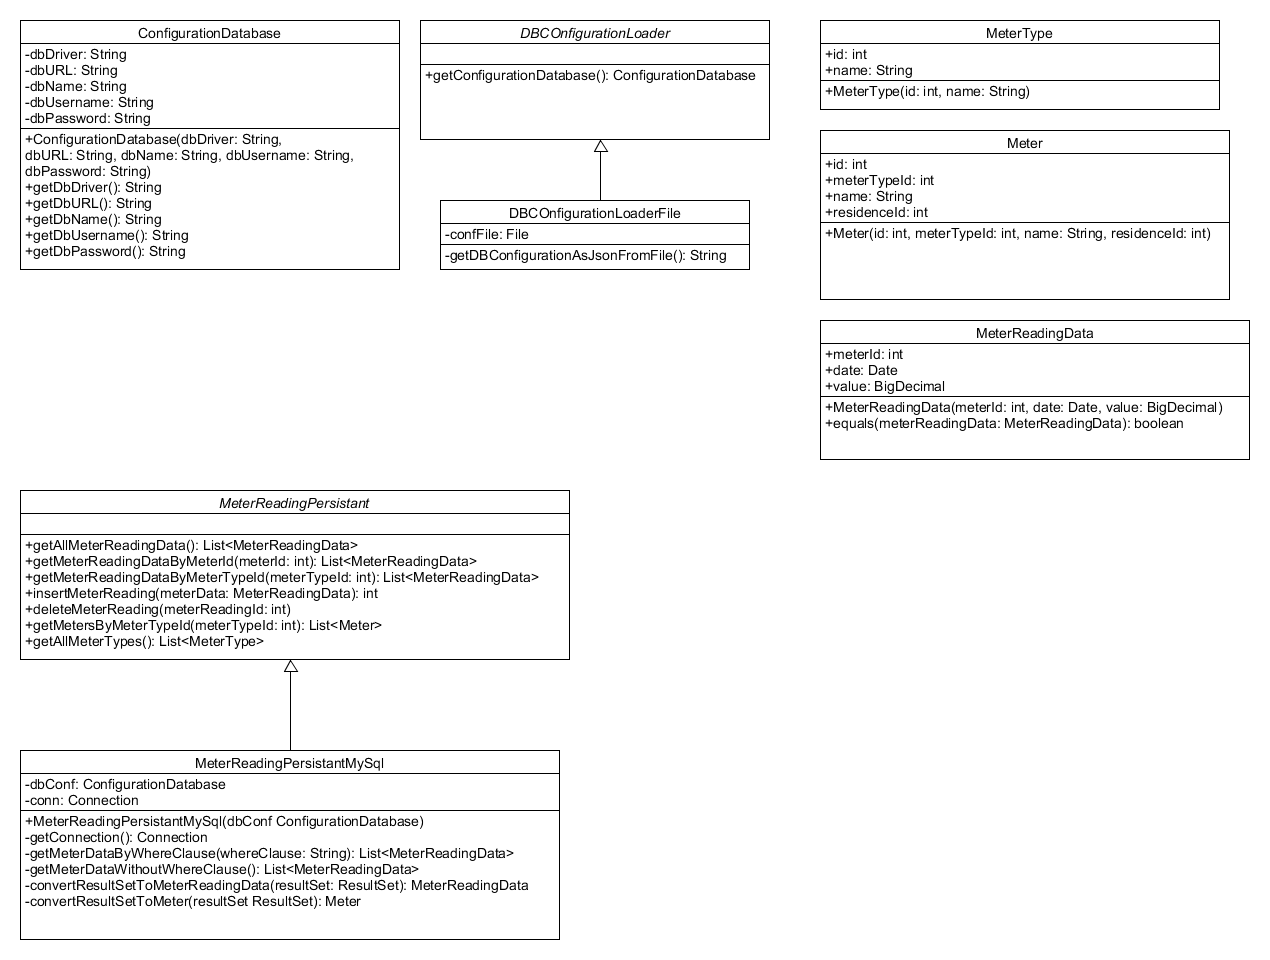 ConfigurationDatabase
-dbDriver: String
-dbURL: String
-dbName: String
-dbUsername: String
-dbPassword: String
+ConfigurationDatabase(dbDriver: String,
dbURL: String, dbName: String, dbUsername: String,
dbPassword: String)
+getDbDriver(): String
+getDbURL(): String
+getDbName(): String
+getDbUsername(): String
+getDbPassword(): String
DBCOnfigurationLoader
+getConfigurationDatabase(): ConfigurationDatabase
DBCOnfigurationLoaderFile
-confFile: File
-getDBConfigurationAsJsonFromFile(): String
MeterType
+id: int
+name: String
+MeterType(id: int, name: String)
Meter
+id: int
+meterTypeId: int
+name: String
+residenceId: int
+Meter(id: int, meterTypeId: int, name: String, residenceId: int)
MeterReadingData
+meterId: int
+date: Date
+value: BigDecimal
+MeterReadingData(meterId: int, date: Date, value: BigDecimal)
+equals(meterReadingData: MeterReadingData): boolean
MeterReadingPersistant
+getAllMeterReadingData(): List<MeterReadingData>
+getMeterReadingDataByMeterId(meterId: int): List<MeterReadingData>
+getMeterReadingDataByMeterTypeId(meterTypeId: int): List<MeterReadingData>
+insertMeterReading(meterData: MeterReadingData): int
+deleteMeterReading(meterReadingId: int)
+getMetersByMeterTypeId(meterTypeId: int): List<Meter>
+getAllMeterTypes(): List<MeterType>
MeterReadingPersistantMySql
-dbConf: ConfigurationDatabase
-conn: Connection
+MeterReadingPersistantMySql(dbConf ConfigurationDatabase)
-getConnection(): Connection
-getMeterDataByWhereClause(whereClause: String): List<MeterReadingData>
-getMeterDataWithoutWhereClause(): List<MeterReadingData>
-convertResultSetToMeterReadingData(resultSet: ResultSet): MeterReadingData
-convertResultSetToMeter(resultSet ResultSet): Meter